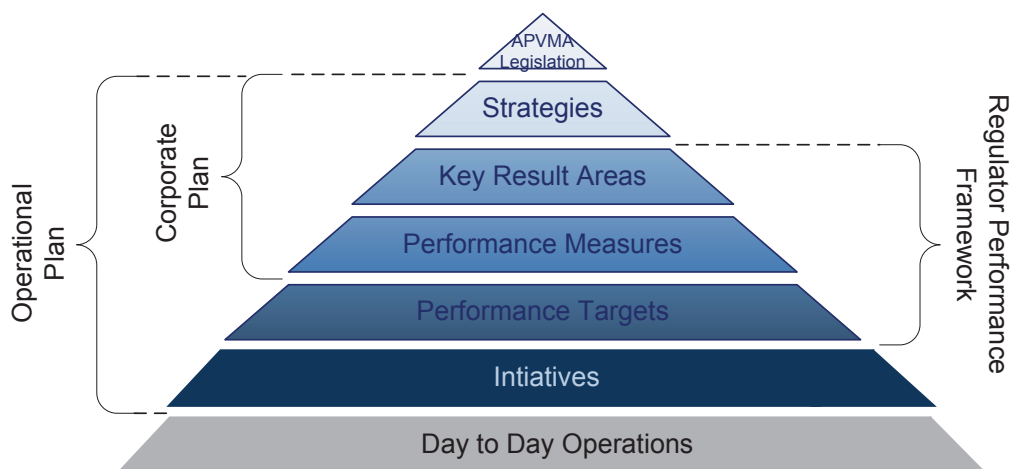 APVMA
Legislation
Strategies
Key Result Areas
Performance Measures
Performance Targets
Intiatives
Day to Day Operations
Operational
Plan
Corporate
Plan
Regulator Performance
Framework